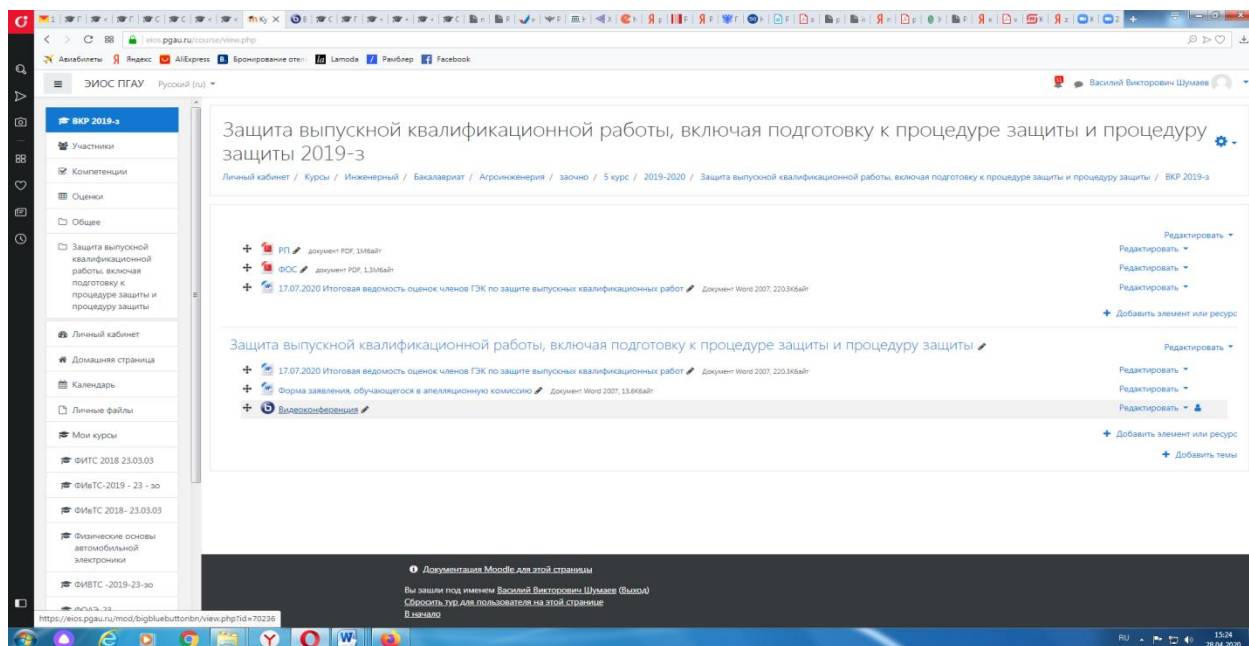 eios.pgau.ru/course/view.php
Авиабилеты Яндекс AliExpress Бронирование отел Lamoda Рамблер Facebook
ЭИОС ПГАУ Русский (ru)
Василий Викторович Шумаев
ВКР 2019-з
Участники
Компетенции
Оценки
Общее
Защита выпускной
квалификационной
работы, включая
подготовку к
процедуре защиты и
процедуру защиты
Личный кабинет
Домашняя страница
Календарь
Личные файлы
Мои курсы
ФИТС 2018 23.03.03
ФИвТС-2019 - 23 - зо
ФИвТС 2018- 23.03.03
Физические основы
автомобильной
электроники
ФИВТС -2019-23-зо
Защита выпускной квалификационной работы, включая подготовку к процедуре защиты и процедуру
защиты 2019-з
Личный кабинет / Курсы / Инженерный / Бакалавриат / Агроинженерия / заочно / 5 курс / 2019-2020 / Защита выпускной квалификационной работы, включая подготовку к процедуре защиты и процедуру защиты / ВКР 2019-з
Редактировать
РП документ PDF, 1Мбайт Редактировать
ФОС документ PDF, 1.3Мбайт Редактировать
17.07.2020 Итоговая ведомость оценок членов ГЭК по защите выпускных квалификационных работ Документ Word 2007, 220.3Кбайт Редактировать
Добавить элемент или ресурс
Защита выпускной квалификационной работы, включая подготовку к процедуре защиты и процедуру защиты Редактировать
17.07.2020 Итоговая ведомость оценок членов ГЭК по защите выпускных квалификационных работ Документ Word 2007, 220.3Кбайт Редактировать
Форма заявления, обучающегося в апелляционную комиссию Документ Word 2007, 13.6Кбайт Редактировать
Видеоконференция Редактировать
Добавить элемент или ресурс
Добавить темы
Документация Moodle для этой страницы
Вы зашли под именем Василий Викторович Шумаев (Выход)
Сбросить тур для пользователя на этой странице
В начало
https://eios.pgau.ru/mod/bigbluebuttonbn/view.php?id=70236
RU 15:24
28.04.2020